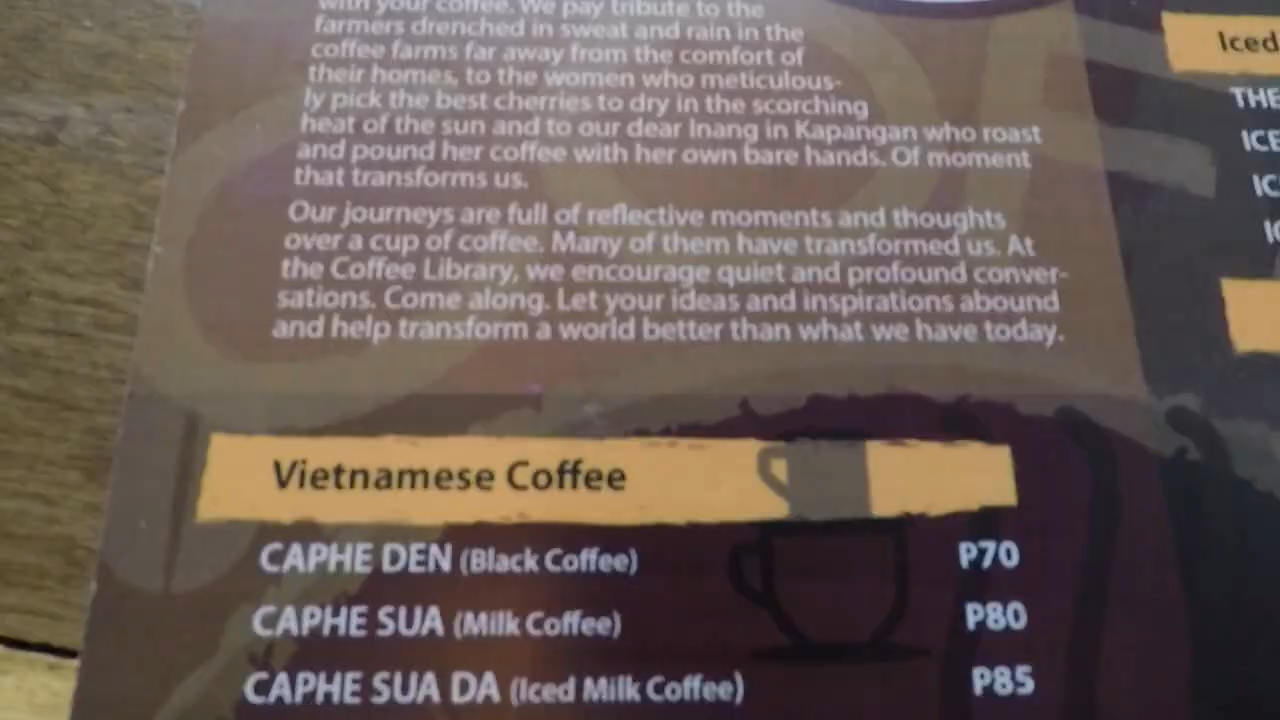 with your coffee. We pay tribute to the
farmers drenched in sweat and rain in the
coffee farms far away from the comfort of
their homes, to the women who meticulous-
ly pick the best cherries to dry in the scorching
heat of the sun and to our dear Inang in Kapangan who roast
and pound her coffee with her own bare hands. Of moment
that transforms us.
Our journeys are full of reflective moments and thoughts
over a cup of coffee. Many of them have transformed us. At
the Coffee Library, we encourage quiet and profound conver-
sations. Come along. Let your ideas and inspirations abound
and help transform a world better than what we have today.
Vietnamese Coffee
CAPHE DEN (Black Coffee) P70
CAPHE SUA (Milk Coffee) P80
CAPHE SUA DA (Iced Milk Coffee) P85
Iced
THE
ICE